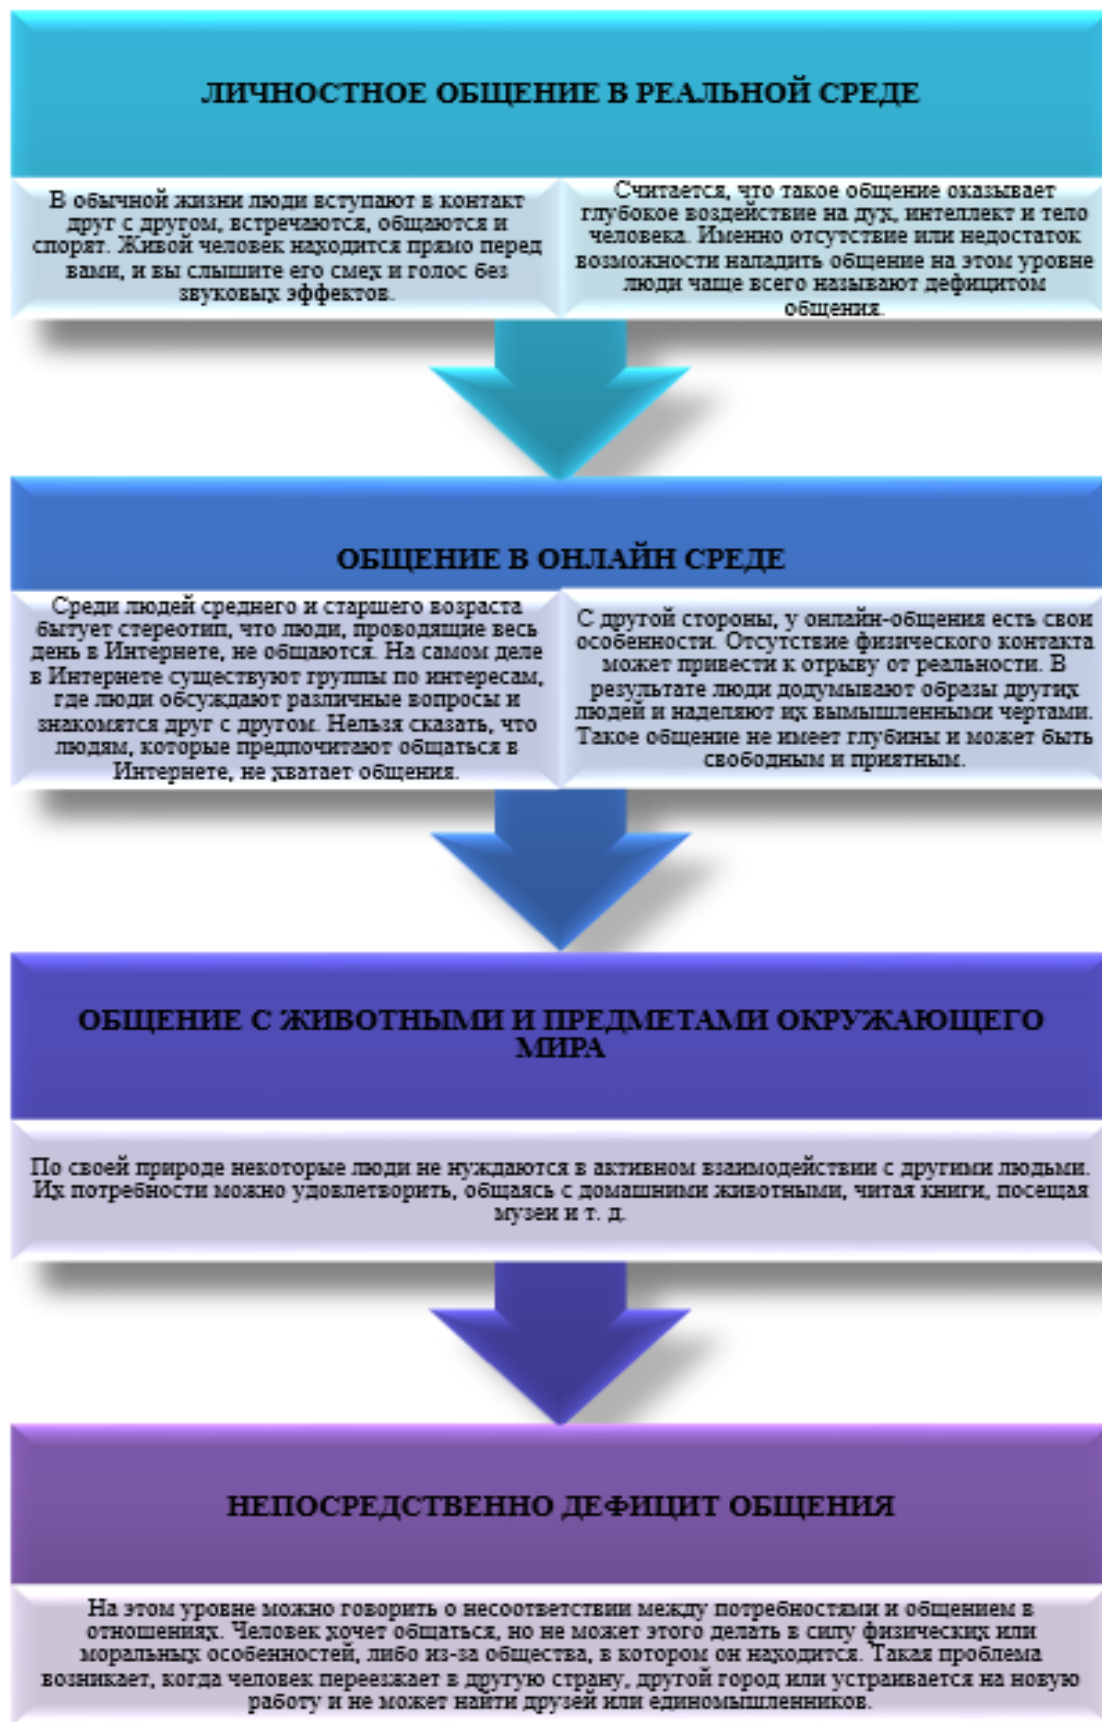 ЛИЧНОСТНОЕ ОБЩЕНИЕ В РЕАЛЬНОЙ СРЕДЕ
В обычной жизни люди вступают в контакт
друг с другом, встречаются, общаются и
спорят. Живой человек находится прямо перед
вами, и вы слышите его смех и голос без
звуковых эффектов.
Считается, что такое общение оказывает
глубокое воздействие на дух, интеллект и тело
человека. Именно отсутствие или недостаток
возможности наладить общение на этом уровне
люди чаще всего называют дефицитом
общения.
ОБЩЕНИЕ В ОНЛАЙН СРЕДЕ
Среди людей среднего и старшего возраста
бытует стереотип, что люди, проводящие весь
день в Интернете, не общаются. На самом деле
в Интернете существуют группы по интересам,
где люди обсуждают различные вопросы и
знакомятся друг с другом. Нельзя сказать, что
людям, которые предпочитают общаться в
Интернете, не хватает общения.
С другой стороны, у онлайн-общения есть свои
особенности. Отсутствие физического контакта
может привести к отрыву от реальности. В
результате люди додумывают образы других
людей и наделяют их вымышленными чертами.
Такое общение не имеет глубины и может быть
свободным и приятным.
ОБЩЕНИЕ С ЖИВОТНЫМИ И ПРЕДМЕТАМИ ОКРУЖАЮЩЕГО
МИРА
По своей природе некоторые люди не нуждаются в активном взаимодействии с другими людьми.
Их потребности можно удовлетворить, общаясь с домашними животными, читая книги, посещая
музеи и т. д.
НЕПОСРЕДСТВЕННО ДЕФИЦИТ ОБЩЕНИЯ
На этом уровне можно говорить о несоответствии между потребностями и общением в
отношениях. Человек хочет общаться, но не может этого делать в силу физических или
моральных особенностей, либо из-за общества, в котором он находится. Такая проблема
возникает, когда человек переезжает в другую страну, другой город или устраивается на новую
работу и не может найти друзей или единомышленников.